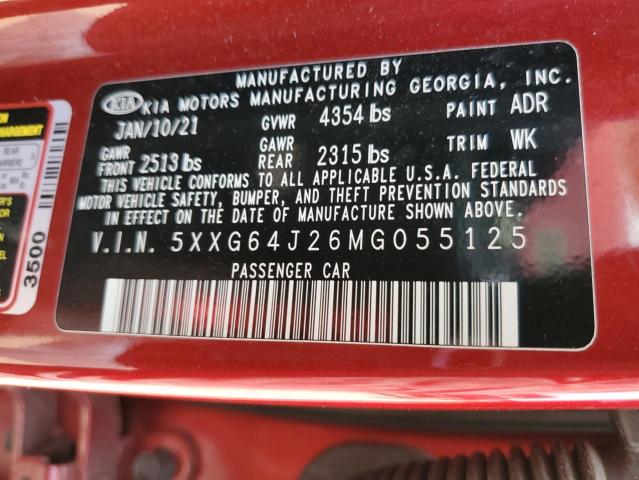 MANUFACTURED BY
KIA KIA MOTORS MANUFACTURING GEORGIA, INC.
JAN/10/21 GVWR 4354 lbs PAINT ADR
GAWR FRONT 2513 lbs GAWR REAR 2315 lbs TRIM WK
THIS VEHICLE CONFORMS TO ALL APPLICABLE U.S.A. FEDERAL
MOTOR VEHICLE SAFETY, BUMPER, AND THEFT PREVENTION STANDARDS
IN EFFECT ON THE DATE OF MANUFACTURE SHOWN ABOVE.
V.I.N. 5XXG64J26MG055125
PASSENGER CAR
REAR
3500